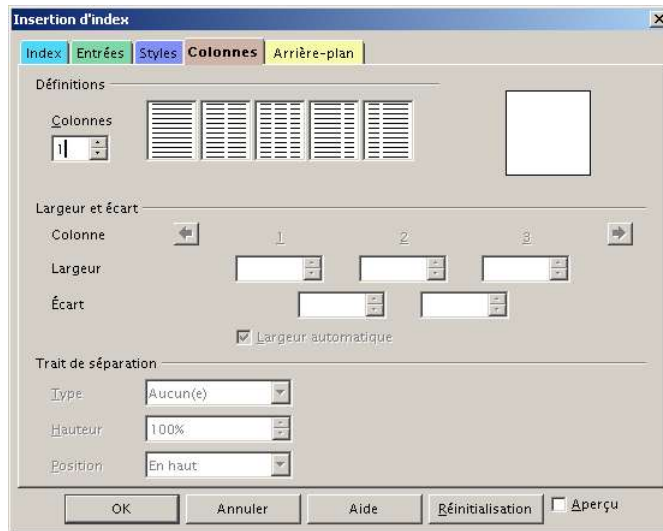 Insertion d'index
Index Entrées Styles Colonnes Arrière-plan
Définitions
Colonnes
1
Largeur et écart
Colonne 1 2 3
Largeur
Écart
Largeur automatique
Trait de séparation
Type Aucun(e)
Hauteur 100%
Position En haut
OK Annuler Aide Réinitialisation Aperçu